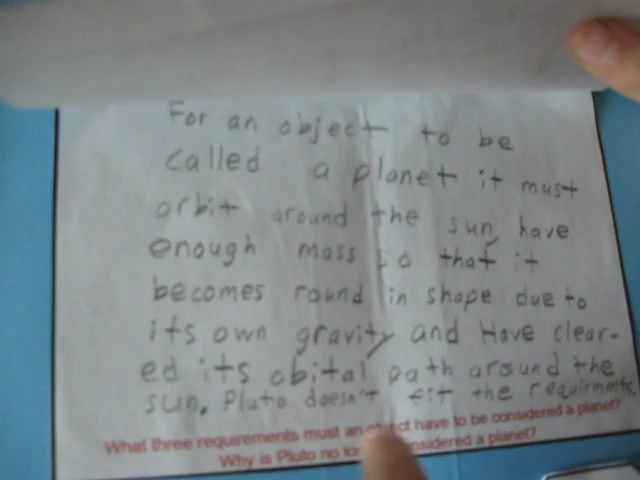 For an object to be
called a planet it must
orbit around the sun, have
enough mass so that it
becomes round in shape due to
its own gravity and Have clear-
ed its obital path around the
sun. Pluto doesn't fit the requirments
What three requirements must an object have to be considered a planet?
Why is Pluto no considered a planet?